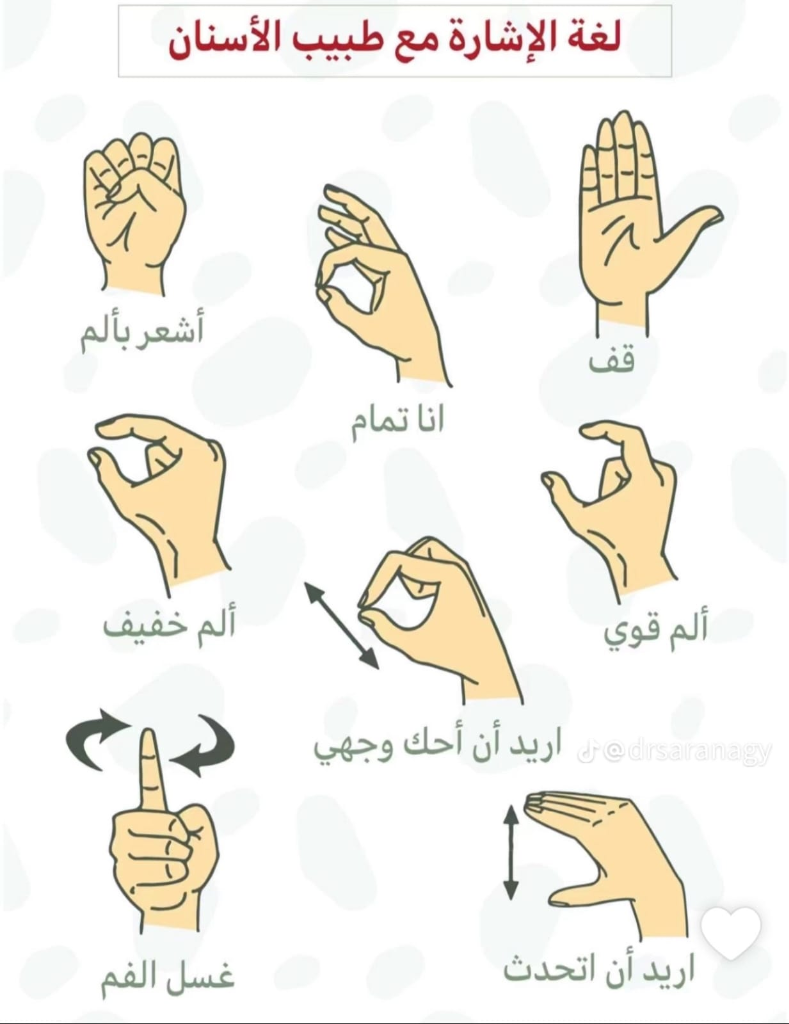 لغة الإشارة مع طبيب الأسنان
قف
انا تمام
أشعر بألم
ألم قوي
ألم خفيف
اريد أن أحك وجهي
@drsaranagy
اريد أن اتحدث
غسل الفم